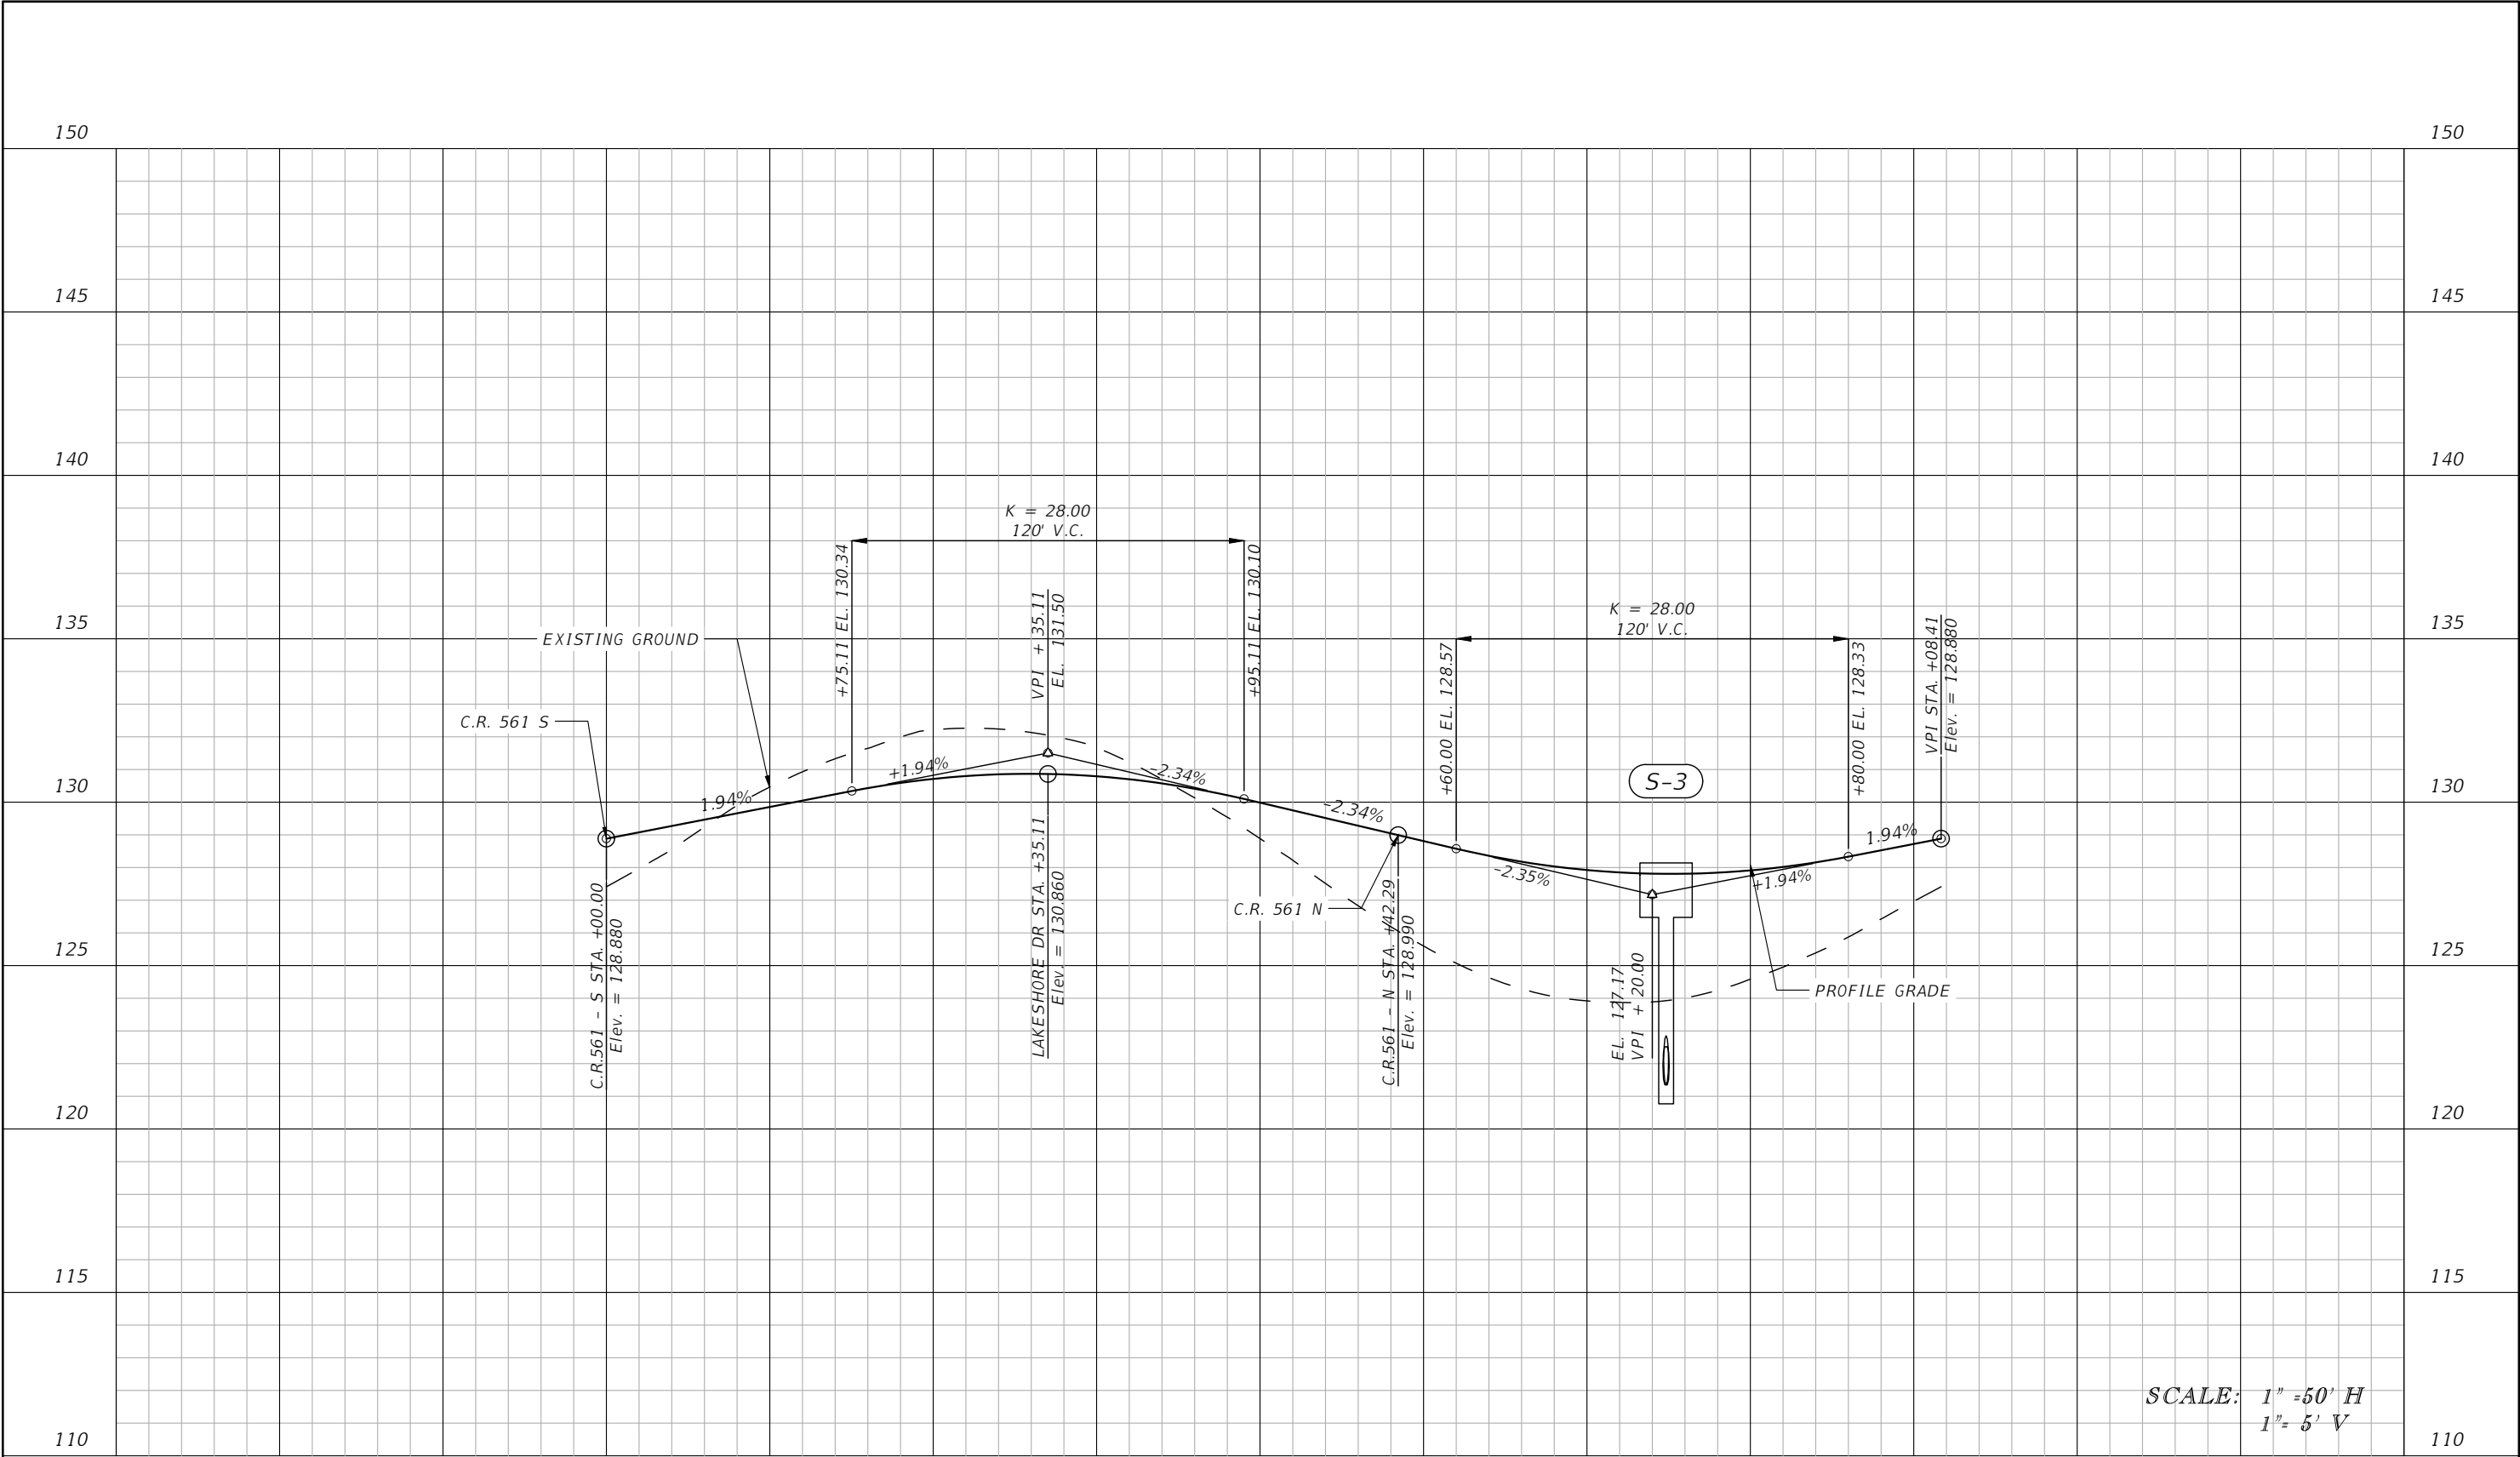 150 150
145 145
140 140
K = 28.00
120' V.C.
+75.11 EL. 130.34
+95.11 EL. 130.10
VPI +35.11
EL. 131.50
K = 28.00
120' V.C.
+60.00 EL. 128.57
+80.00 EL. 128.33
VPI STA. +08.41
Elev. = 128.880
135 135
EXISTING GROUND
C.R. 561 S
130 130
1.94%
+1.94%
-2.34%
-2.34%
S-3
-2.35%
+1.94%
1.94%
C.R. 561 N
C.R.561 - S STA. +00.00
Elev. = 128.880
LAKESHORE DR STA. +35.11
Elev. = 130.860
C.R.561 - N STA. +42.29
Elev. = 128.990
EL. 127.17
VPI + 20.00
PROFILE GRADE
125 125
120 120
115 115
SCALE: 1" =50' H
1"= 5' V
110 110